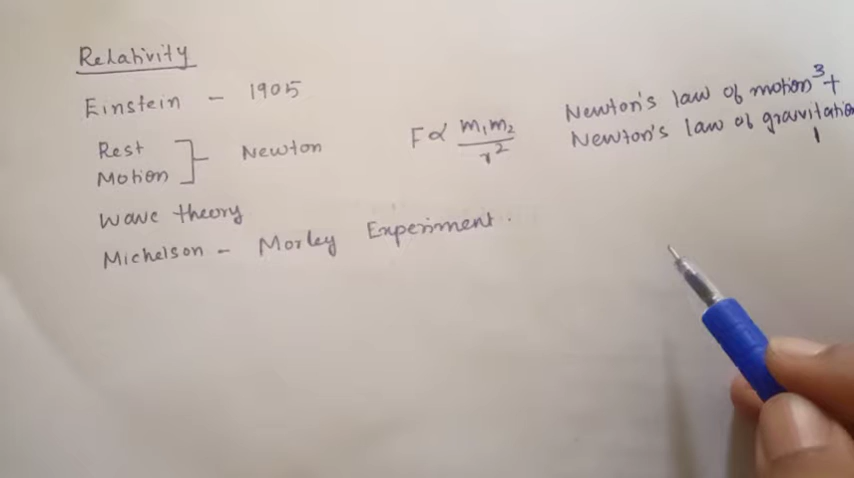 Relativity
Einstein - 1905
Rest
Motion ] - Newton
F ∝ m₁m₂ / r²
Newton's law of motion 3 +
Newton's law of gravitation 1
Wave theory
Michelson - Morley Experiment.